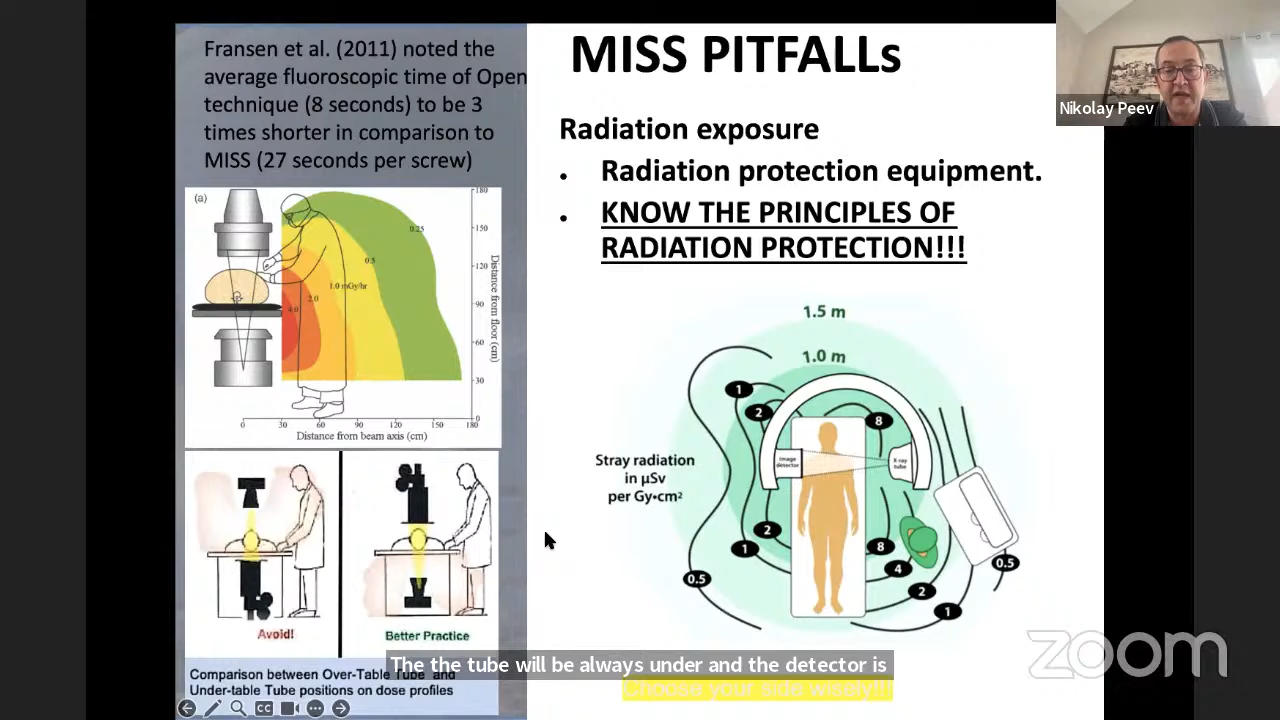 Fransen et al. (2011) noted the
average fluoroscopic time of Open
technique (8 seconds) to be 3
times shorter in comparison to
MISS (27 seconds per screw)
(a)
180
150
120
90
60
30
0
Distance from floor (cm)
0.25
0.5
1.0 mGy/hr
2.0
4.0
0 30 60 90 120 150 180
Distance from beam axis (cm)
Avoid!
Better Practice
Comparison between Over-Table Tube and
Under-table Tube positions on dose profiles
MISS PITFALLs
Radiation exposure
• Radiation protection equipment.
• KNOW THE PRINCIPLES OF
RADIATION PROTECTION!!!
1.5 m
1.0 m
1
2
8
Image
detector
X-ray
tube
Stray radiation
in µSv
per Gy•cm²
2
1
0.5
8
4
2
1
0.5
Choose your side wisely!!!
Nikolay Peev
The the tube will be always under and the detector is
CC
zoom